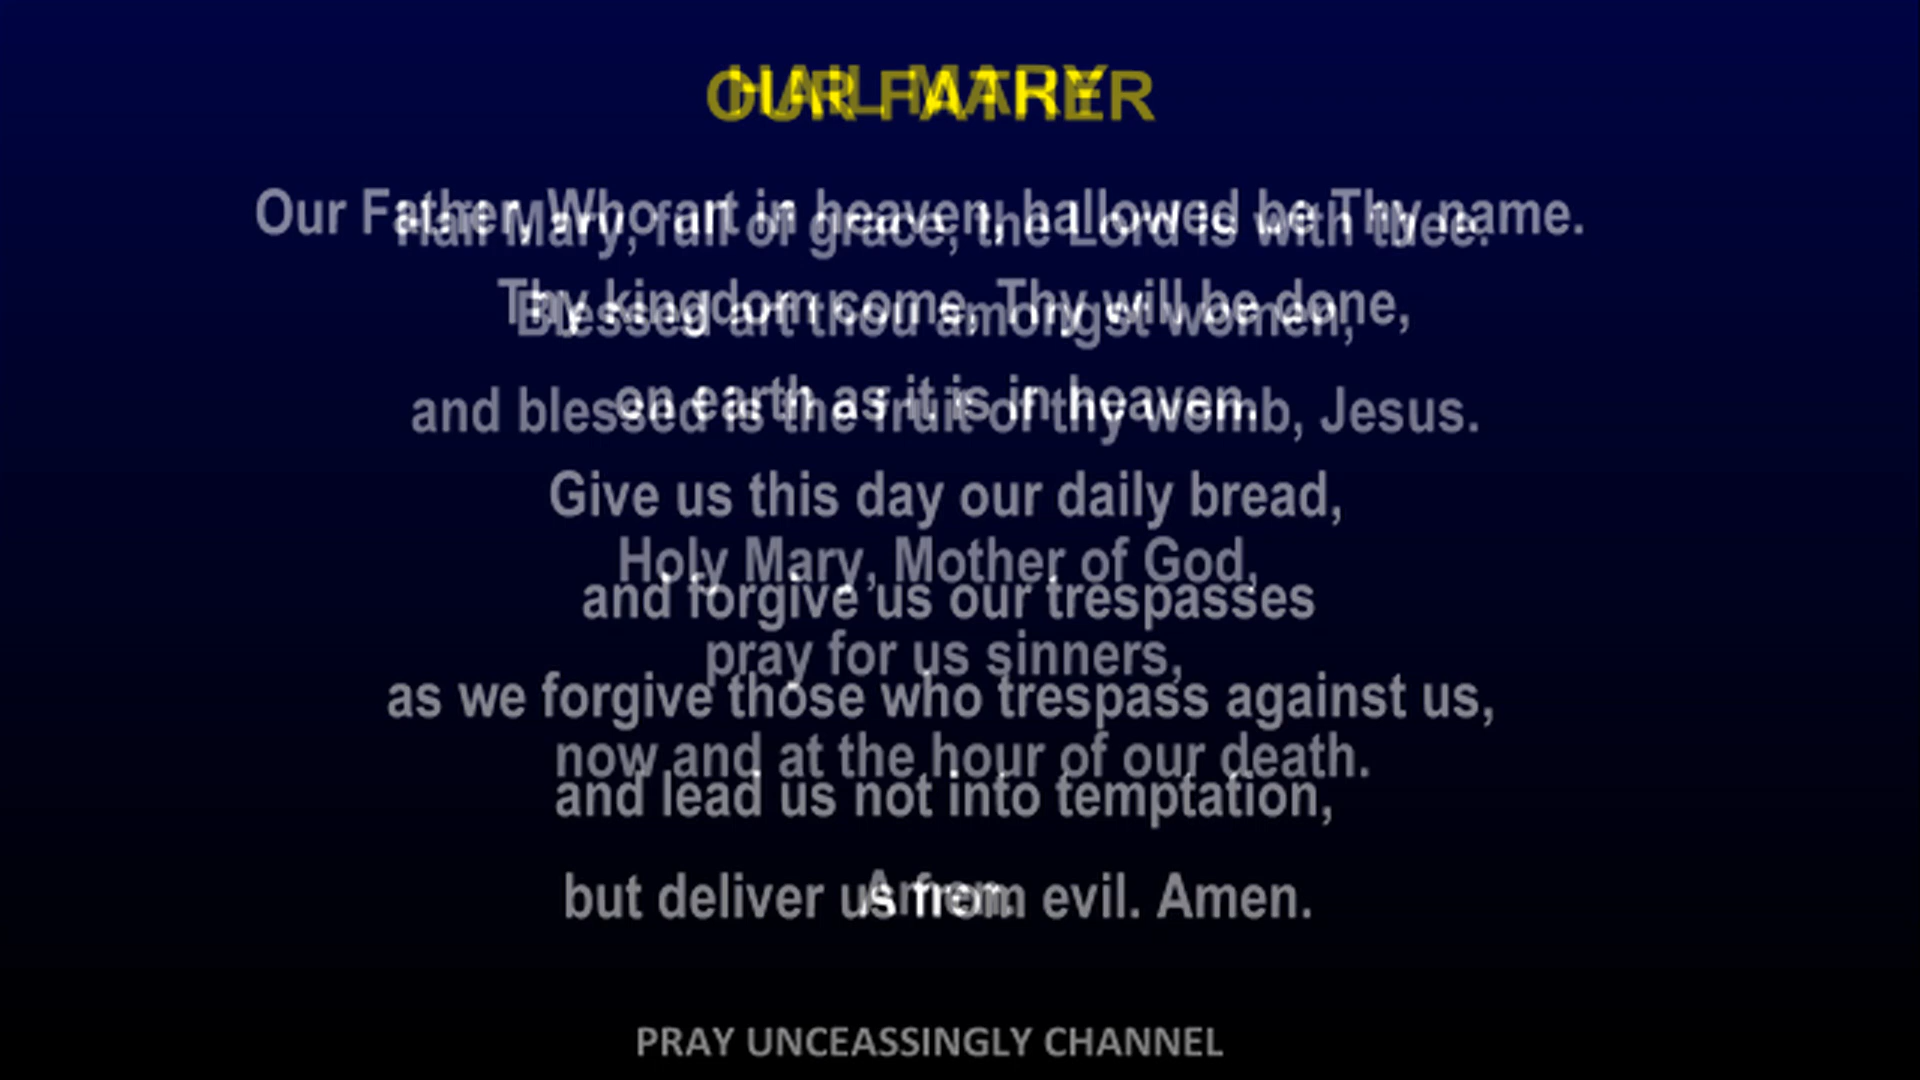 OUR FATHER
HAIL MARY
Our Father, Who art in heaven, hallowed be Thy name.
Hail Mary, full of grace, the Lord is with thee.
Thy kingdom come, Thy will be done,
Blessed art thou amongst women,
on earth as it is in heaven.
and blessed is the fruit of thy womb, Jesus.
Give us this day our daily bread,
Holy Mary, Mother of God,
and forgive us our trespasses
pray for us sinners,
as we forgive those who trespass against us,
now and at the hour of our death.
and lead us not into temptation,
but deliver us from evil. Amen.
Amen.
PRAY UNCEASSINGLY CHANNEL